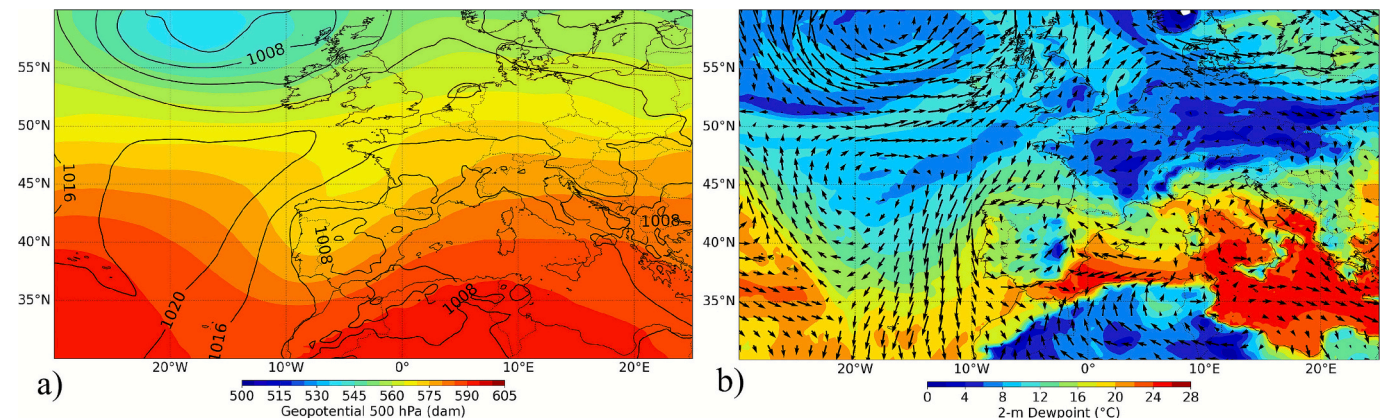 1008
1016
1020
1016
1008
1008
1008
55°N
50°N
45°N
40°N
35°N
20°W 10°W 0° 10°E 20°E
a)
500 515 530 545 560 575 590 605
Geopotential 500 hPa (dam)
55°N
50°N
45°N
40°N
35°N
20°W 10°W 0° 10°E 20°E
b)
0 4 8 12 16 20 24 28
2-m Dewpoint (°C)